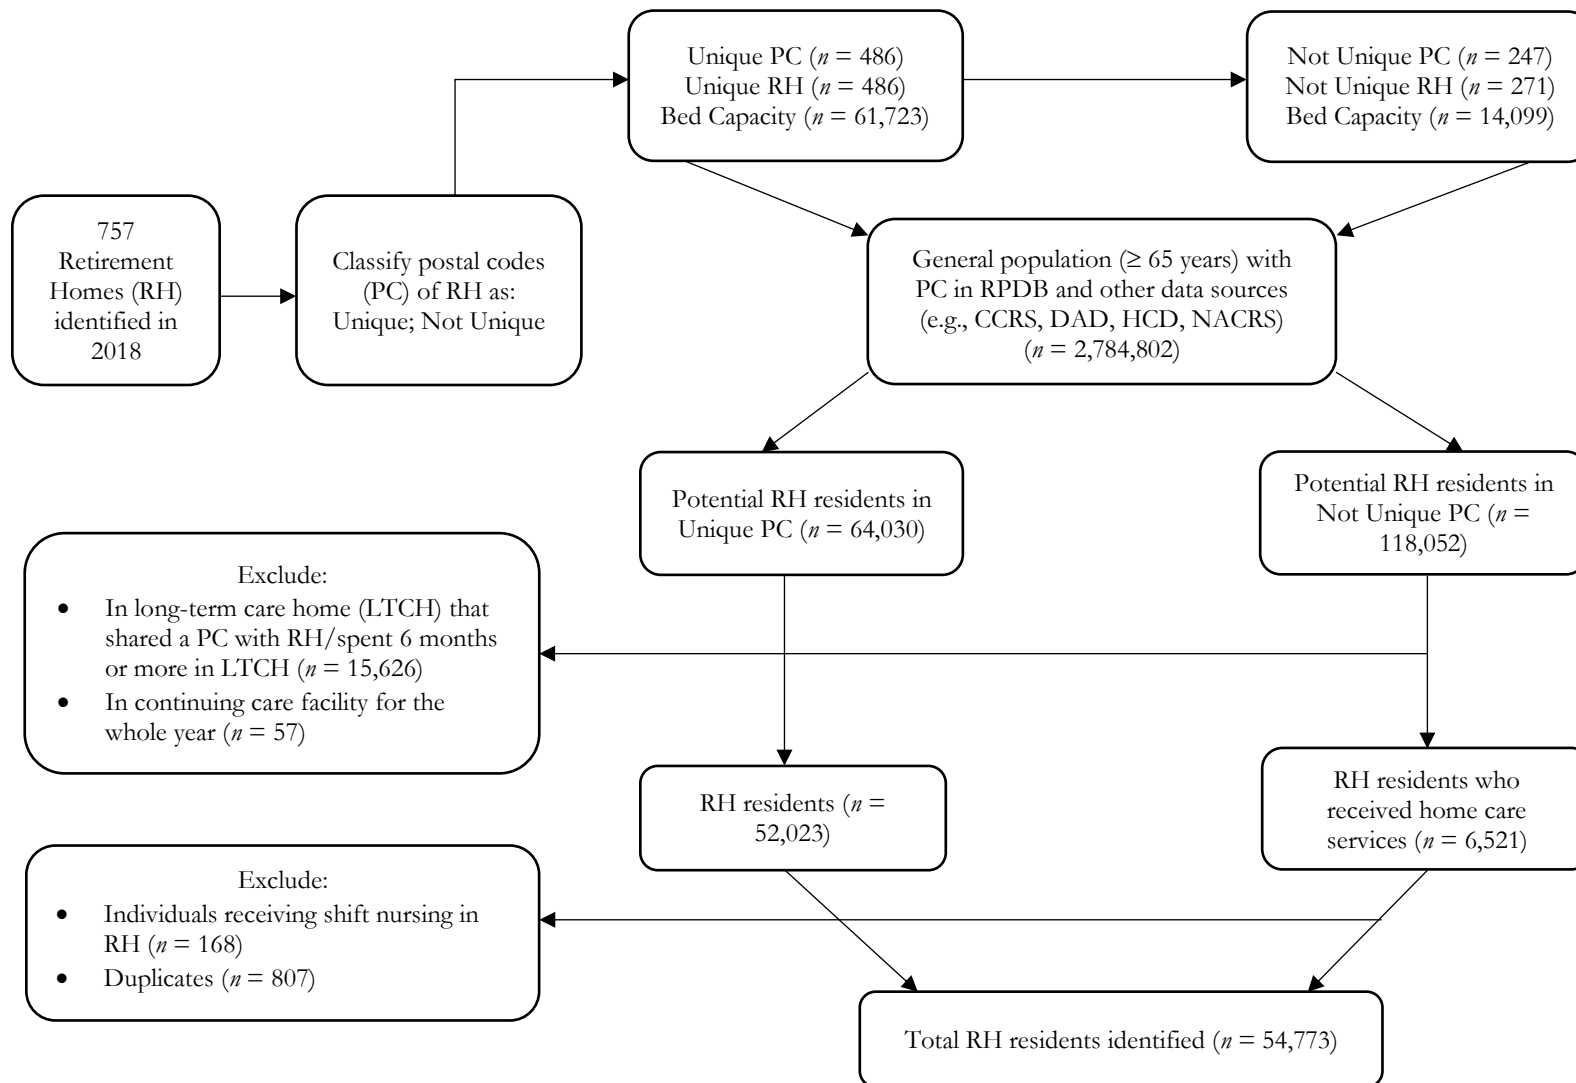 Unique PC (n = 486)
Unique RH (n = 486)
Bed Capacity (n = 61,723)
Not Unique PC (n = 247)
Not Unique RH (n = 271)
Bed Capacity (n = 14,099)
757
Retirement
Homes (RH)
identified in
2018
Classify postal codes
(PC) of RH as:
Unique; Not Unique
General population (≥ 65 years) with
PC in RPDB and other data sources
(e.g., CCRS, DAD, HCD, NACRS)
(n = 2,784,802)
Potential RH residents in
Unique PC (n = 64,030)
Potential RH residents in
Not Unique PC (n =
118,052)
Exclude:
• In long-term care home (LTCH) that
shared a PC with RH/spent 6 months
or more in LTCH (n = 15,626)
• In continuing care facility for the
whole year (n = 57)
RH residents (n =
52,023)
RH residents who
received home care
services (n = 6,521)
Exclude:
• Individuals receiving shift nursing in
RH (n = 168)
• Duplicates (n = 807)
Total RH residents identified (n = 54,773)